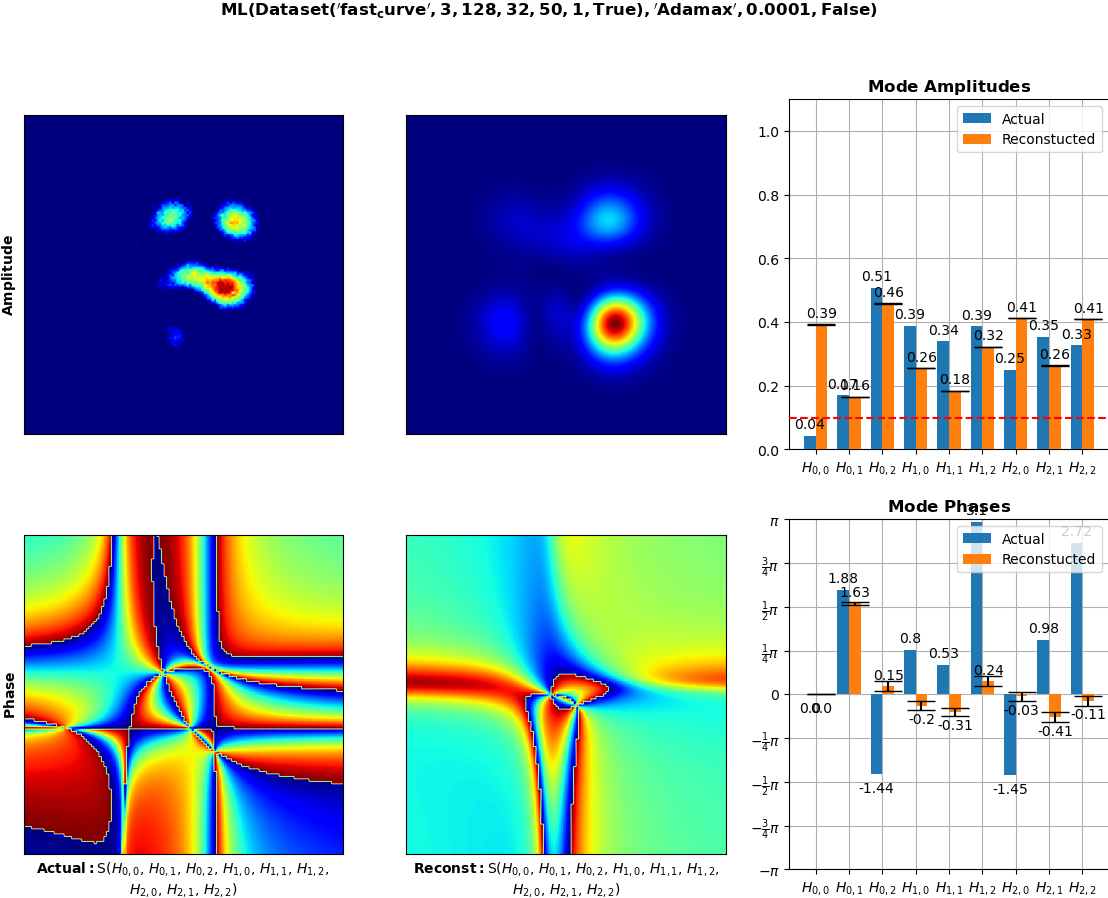 ML(Dataset('fast_curve', 3, 128, 32, 50, 1, True), 'Adamax', 0.0001, False)
Amplitude
Mode Amplitudes
Actual
Reconstucted
1.0
0.8
0.6
0.4
0.2
0.0
0.04
0.39
0.17
0.16
0.51
0.46
0.39
0.26
0.34
0.18
0.39
0.32
0.25
0.41
0.35
0.26
0.33
0.41
H0,0 H0,1 H0,2 H1,0 H1,1 H1,2 H2,0 H2,1 H2,2
Phase
Actual: S(H0,0, H0,1, H0,2, H1,0, H1,1, H1,2,
H2,0, H2,1, H2,2)
Reconst: S(H0,0, H0,1, H0,2, H1,0, H1,1, H1,2,
H2,0, H2,1, H2,2)
Mode Phases
Actual
Reconstucted
π
3/4π
1/2π
1/4π
0
−1/4π
−1/2π
−3/4π
−π
0.0
0.0
1.88
1.63
-1.44
0.15
0.8
-0.2
0.53
-0.31
3.1
0.24
-1.45
-0.03
0.98
-0.41
2.72
-0.11
H0,0 H0,1 H0,2 H1,0 H1,1 H1,2 H2,0 H2,1 H2,2